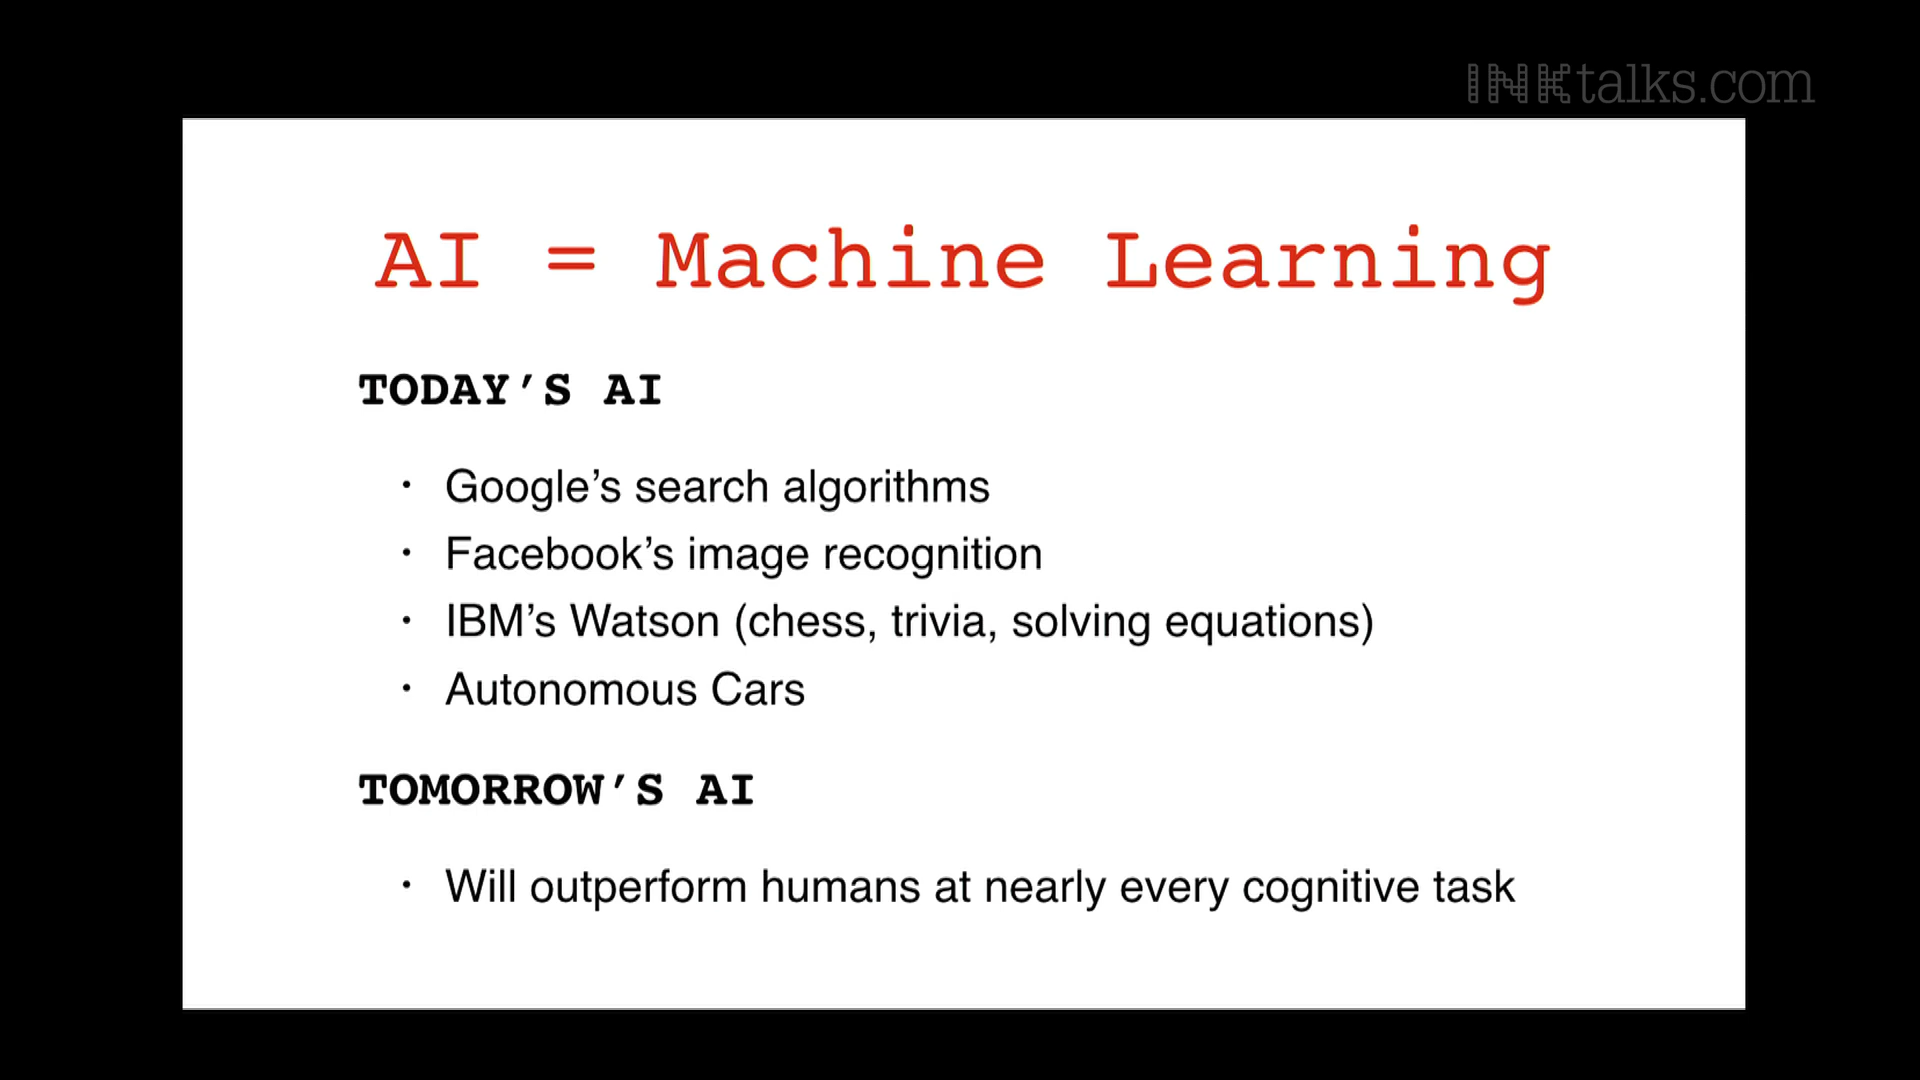 INKtalks.com
AI = Machine Learning
TODAY’S AI
• Google’s search algorithms
• Facebook’s image recognition
• IBM’s Watson (chess, trivia, solving equations)
• Autonomous Cars
TOMORROW’S AI
• Will outperform humans at nearly every cognitive task